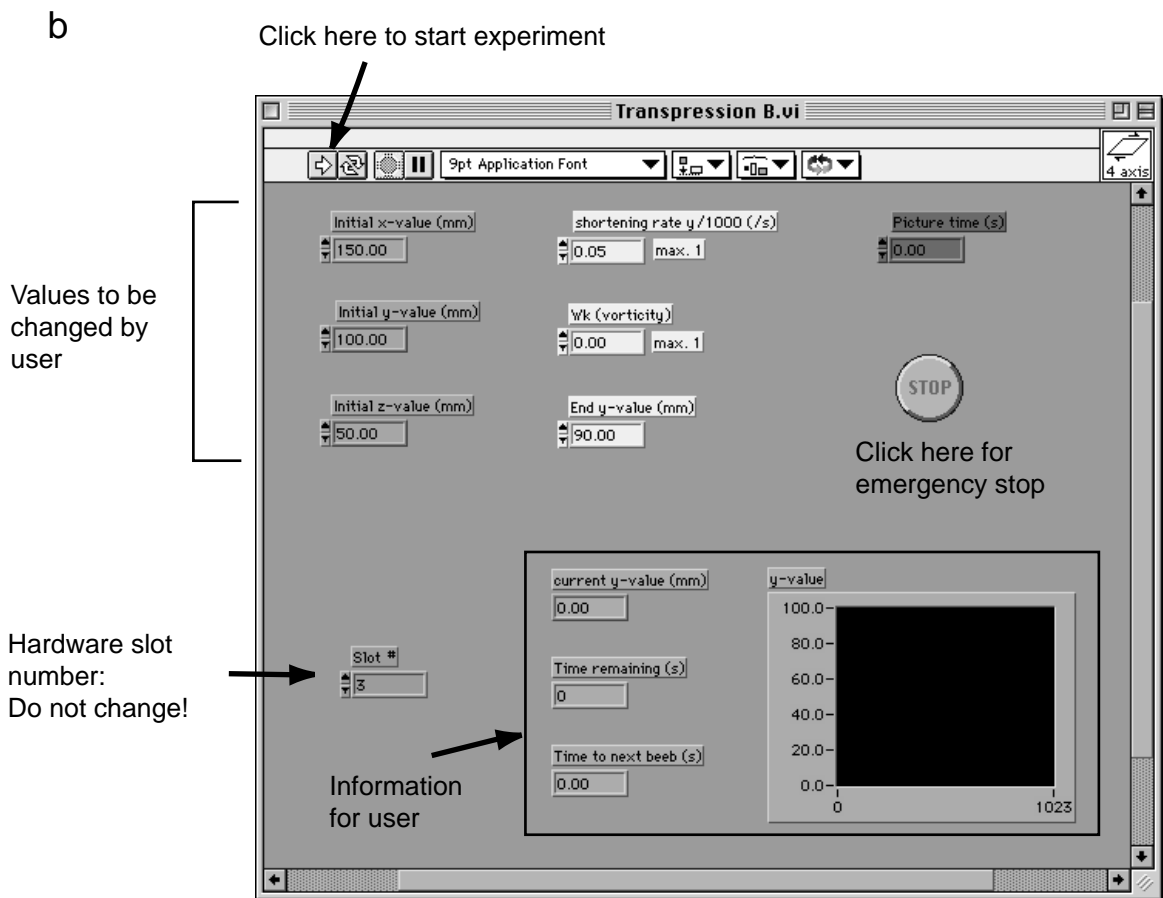 b
Click here to start experiment
Transpression B.vi
9pt Application Font
4 axis
Values to be
changed by
user
Initial x-value (mm)
150.00
shortening rate y/1000 (/s)
0.05 max. 1
Picture time (s)
0.00
Initial y-value (mm)
100.00
Wk (vorticity)
0.00 max. 1
Initial z-value (mm)
50.00
End y-value (mm)
90.00
STOP
Click here for
emergency stop
Hardware slot
number:
Do not change!
Slot #
3
Information
for user
current y-value (mm)
0.00
Time remaining (s)
0
Time to next beeb (s)
0.00
y-value
100.0
80.0
60.0
40.0
20.0
0.0
0 1023